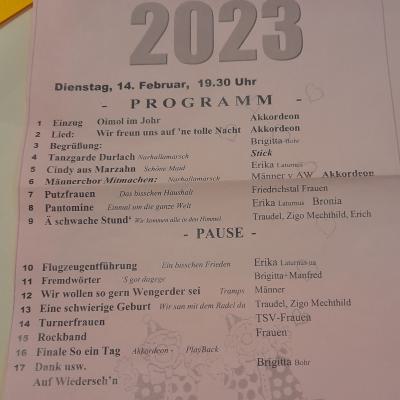 2023
Dienstag, 14. Februar, 19.30 Uhr
- PROGRAMM -
1 Einzug Oimol im Johr Akkordeon
2 Lied: Wir freun uns auf 'ne tolle Nacht Akkordeon
3 Begrüßung: Brigitta Bohr
4 Tanzgarde Durlach Narhallamarsch Stick
5 Cindy aus Marzahn Schöne Maid Erika Laturnus
6 Männerchor Mitmachen: Narhallamarsch Männer v AW Akkordeon
7 Putzfrauen Das bisschen Haushalt Friedrichstal Frauen
8 Pantomine Einmal um die ganze Welt Erika Laturnus Bronia
9 Ä schwache Stund' Wir kommen alle in den Himmel Traudel, Zigo Mechthild, Erich
- PAUSE -
10 Flugzeugentführung Ein bisschen Frieden Erika Laturnus
11 Fremdwörter 'S got dagege Brigitta+Manfred
12 Wir wollen so gern Wengerder sei Tramps Männer
13 Eine schwierige Geburt Wir san mit dem Radel da Traudel, Zigo Mechthild
14 Turnerfrauen TSV-Frauen
15 Rockband Frauen
16 Finale So ein Tag Akkordeon - PlayBack
17 Dank usw. Brigitta Bohr
Auf Wiederseh'n